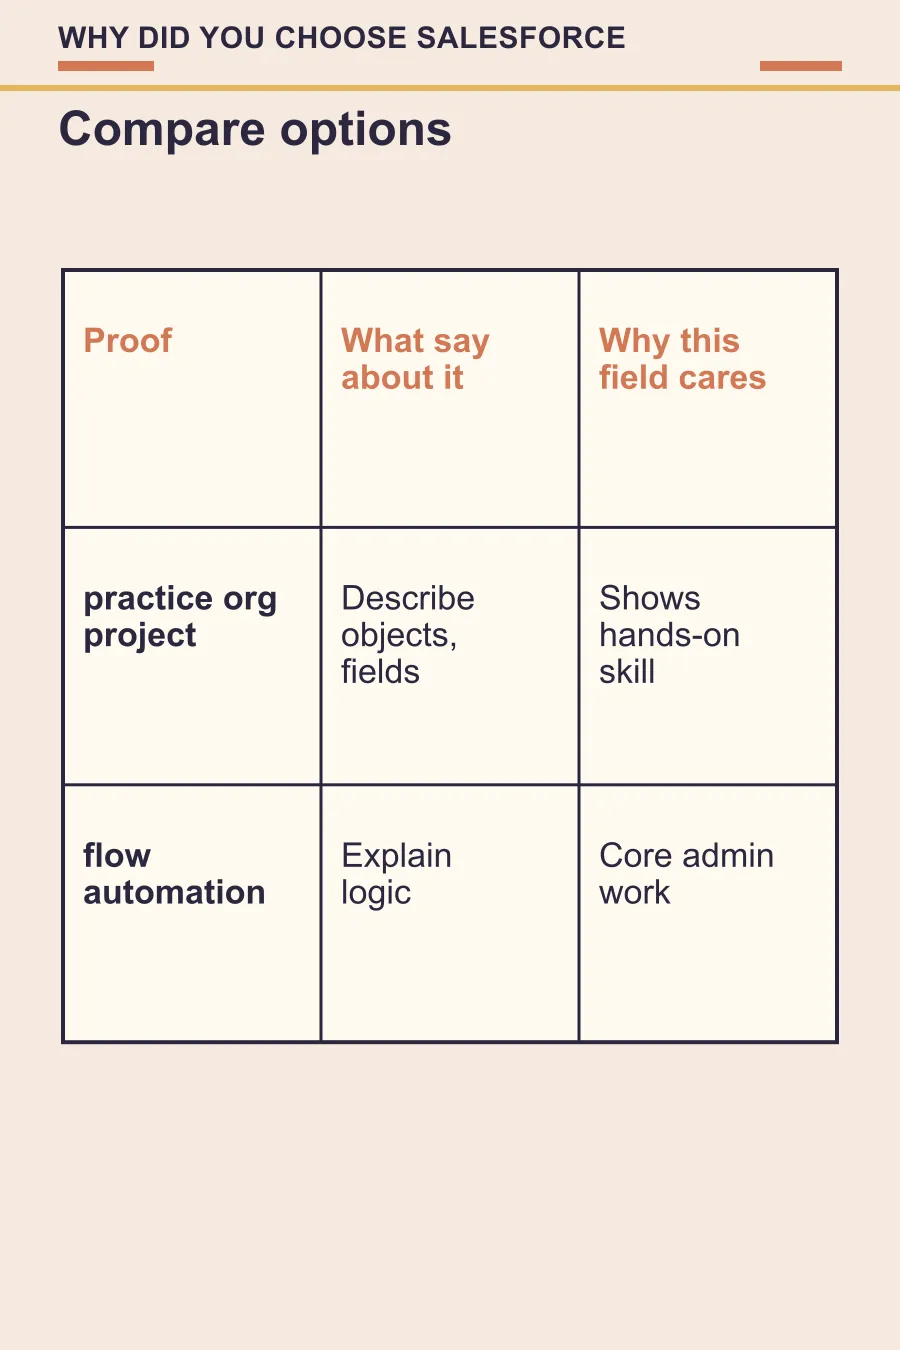 WHY DID YOU CHOOSE SALESFORCE
Compare options
Proof
What say
about it
Why this
field cares
practice org
project
Describe
objects,
fields
Shows
hands-on
skill
flow
automation
Explain
logic
Core admin
work